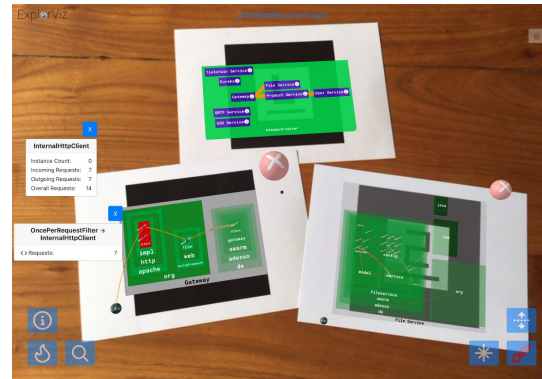 ExplorViz
Toolchain Service
Eureka
File Service
Gateway
Product Service
User Service
SMTP Service
SSO Service
InternalHttpClient
Instance Count: 0
Incoming Requests: 7
Outgoing Requests: 7
Overall Requests: 14
OncePerRequestFilter →
InternalHttpClient
<> Requests: 7
impl
http
apache
org
filter
web
gateway
swarm
adesso
de
Gateway
java
config
model
service
org
fileservice
swarm
adesso
de
File Service